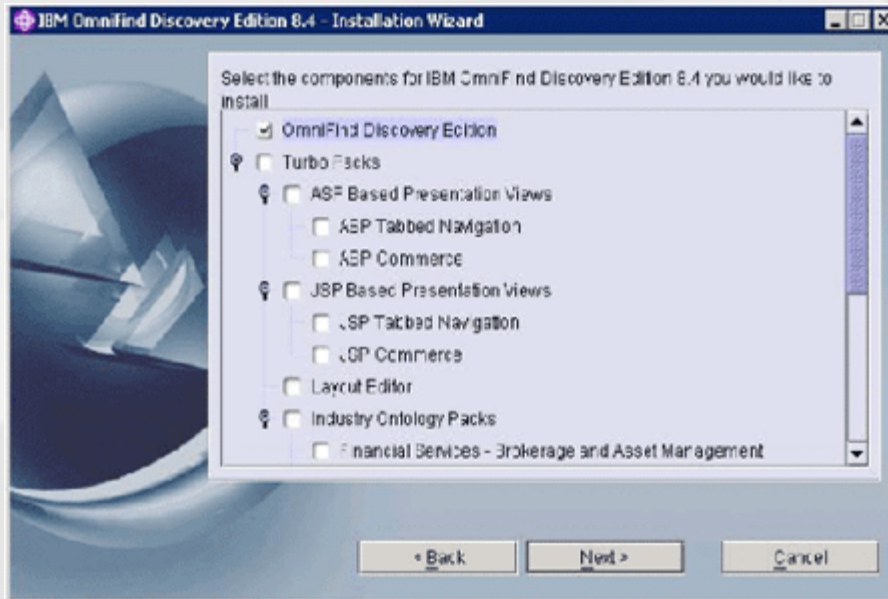 IBM OmniFind Discovery Edition 8.4 - Installation Wizard
Select the components for IBM OmniFind Discovery Edition 8.4 you would like to
install
OmniFind Discovery Edition
Turbo Packs
ASP Based Presentation Views
ASP Tabbed Navigation
ASP Commerce
JSP Based Presentation Views
JSP Tabbed Navigation
JSP Commerce
Layout Editor
Industry Ontology Packs
Financial Services - Brokerage and Asset Management
< Back
Next >
Cancel